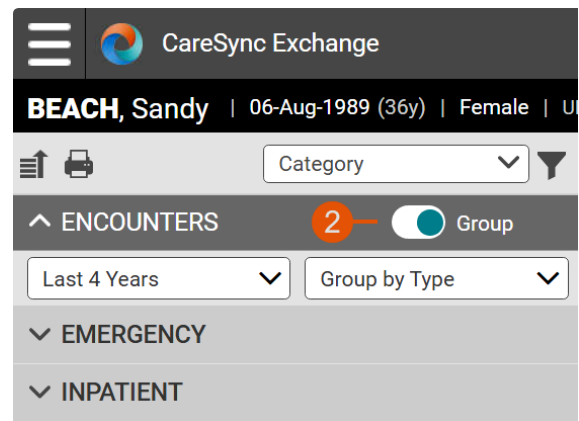 CareSync Exchange
BEACH, Sandy | 06-Aug-1989 (36y) | Female |
Category
ENCOUNTERS 2 Group
Last 4 Years Group by Type
EMERGENCY
INPATIENT